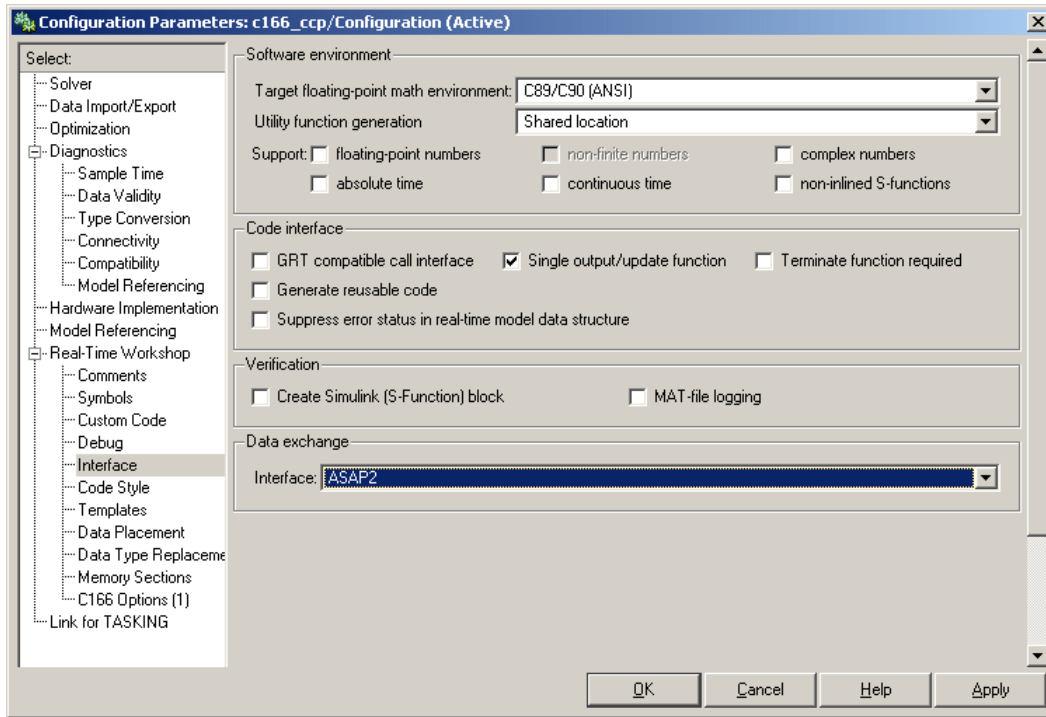 Configuration Parameters: c166_ccp/Configuration (Active)
Select:
Solver
Data Import/Export
Optimization
Diagnostics
Sample Time
Data Validity
Type Conversion
Connectivity
Compatibility
Model Referencing
Hardware Implementation
Model Referencing
Real-Time Workshop
Comments
Symbols
Custom Code
Debug
Interface
Code Style
Templates
Data Placement
Data Type Replaceme
Memory Sections
C166 Options (1)
Link for TASKING
Software environment
Target floating-point math environment: C89/C90 (ANSI)
Utility function generation Shared location
Support: floating-point numbers non-finite numbers complex numbers
absolute time continuous time non-inlined S-functions
Code interface
GRT compatible call interface Single output/update function Terminate function required
Generate reusable code
Suppress error status in real-time model data structure
Verification
Create Simulink (S-Function) block MAT-file logging
Data exchange
Interface: ASAP2
OK Cancel Help Apply